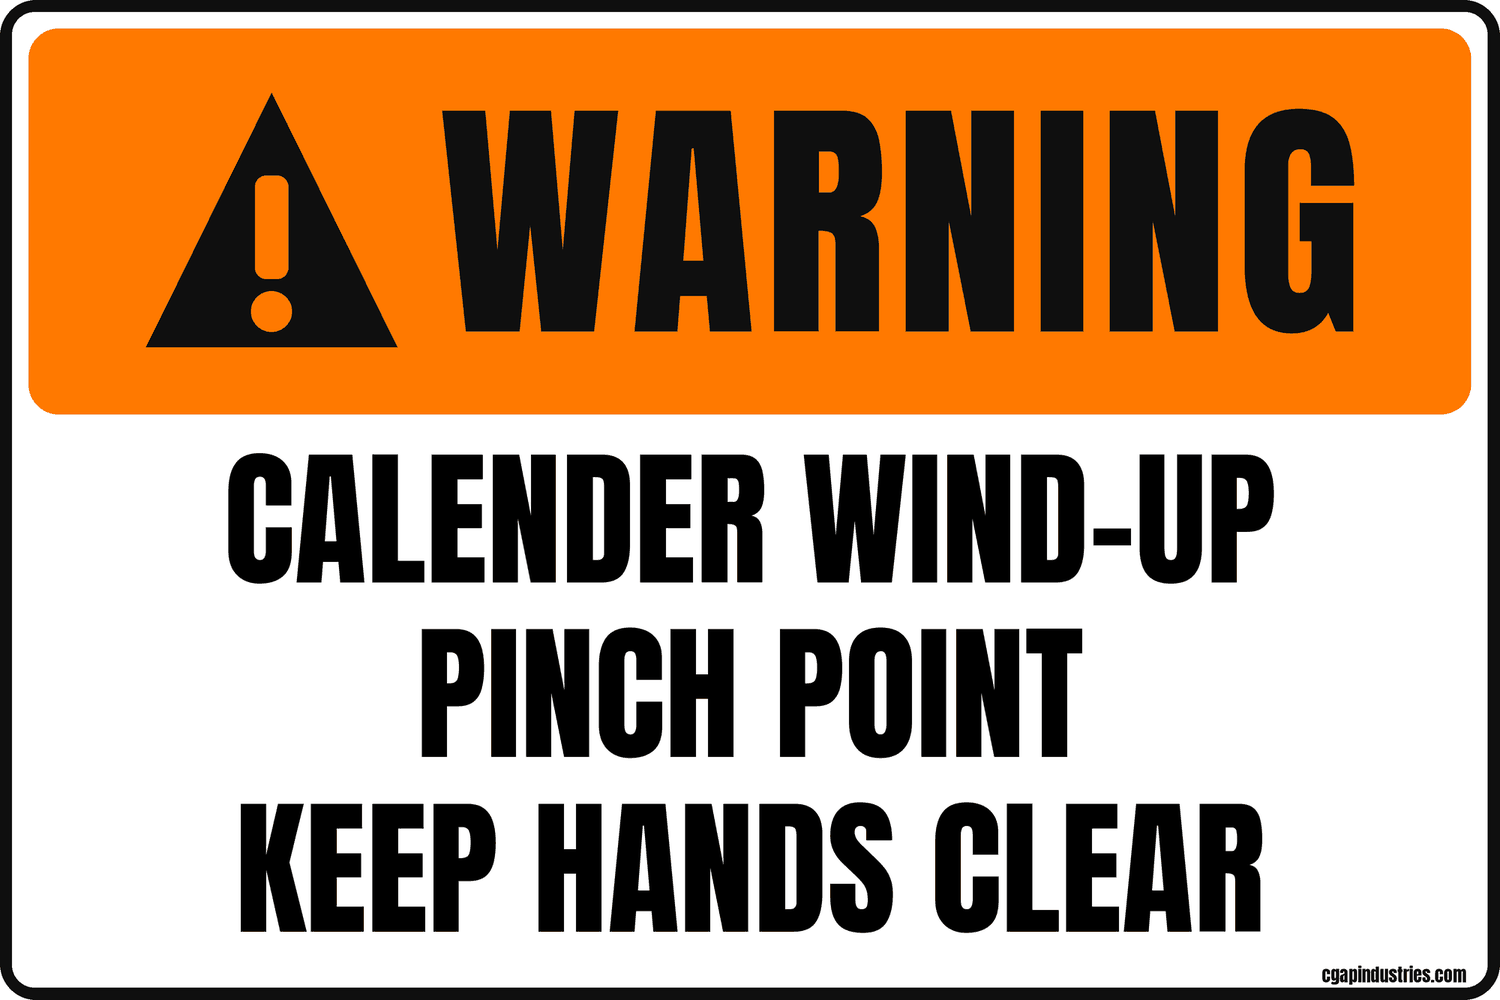 WARNING
CALENDER WIND-UP
PINCH POINT
KEEP HANDS CLEAR
cgapindustries.com